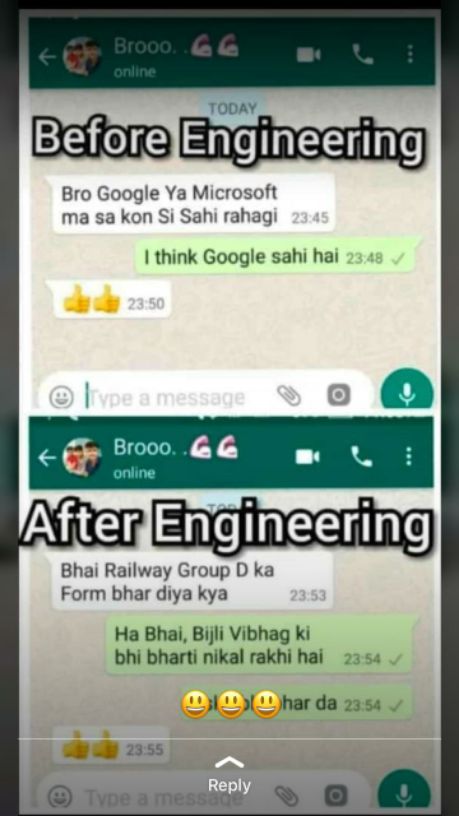 Brooo. .💪💪
online
TODAY
Before Engineering
Bro Google Ya Microsoft
ma sa kon Si Sahi rahagi 23:45
I think Google sahi hai 23:48
👍👍 23:50
Type a message
Brooo. .💪💪
online
After Engineering
Bhai Railway Group D ka
Form bhar diya kya 23:53
Ha Bhai, Bijli Vibhag ki
bhi bharti nikal rakhi hai 23:54
😃😃😃 bhar da 23:54
👍👍 23:55
Reply
Type a message